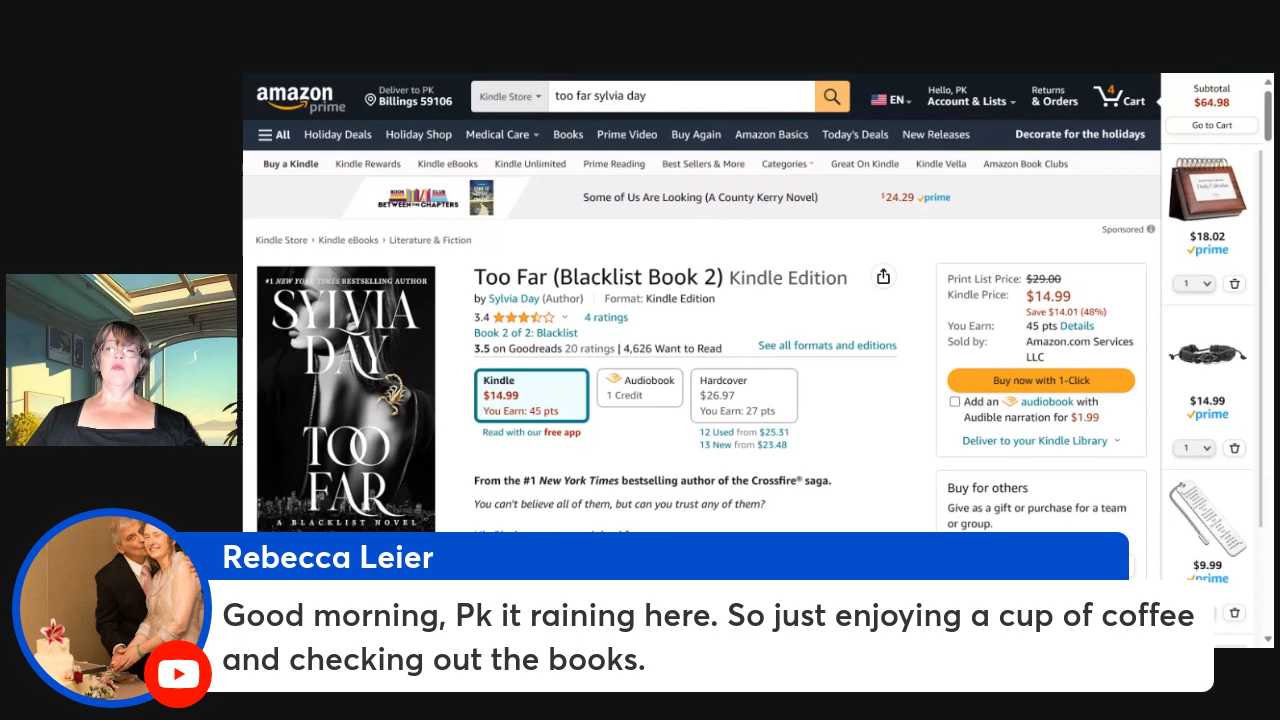 amazon
prime
Deliver to PK
Billings 59106
Kindle Store
too far sylvia day
EN
Hello, PK
Account & Lists
Returns
& Orders
4
Cart
Subtotal
$64.98
Go to Cart
All
Holiday Deals
Holiday Shop
Medical Care
Books
Prime Video
Buy Again
Amazon Basics
Today's Deals
New Releases
Decorate for the holidays
Buy a Kindle
Kindle Rewards
Kindle eBooks
Kindle Unlimited
Prime Reading
Best Sellers & More
Categories
Great On Kindle
Kindle Vella
Amazon Book Clubs
BOOK CLUB
BETWEEN THE CHAPTERS
Some of Us Are Looking (A County Kerry Novel)
$24.29 prime
Sponsored
Kindle Store › Kindle eBooks › Literature & Fiction
#1 NEW YORK TIMES BESTSELLING AUTHOR
SYLVIA
DAY
TOO
FAR
A BLACKLIST NOVEL
Too Far (Blacklist Book 2) Kindle Edition
by Sylvia Day (Author)
Format: Kindle Edition
3.4
4 ratings
Book 2 of 2: Blacklist
3.5 on Goodreads 20 ratings | 4,626 Want to Read
See all formats and editions
Kindle
$14.99
You Earn: 45 pts
Read with our free app
Audiobook
1 Credit
Hardcover
$26.97
You Earn: 27 pts
12 Used from $25.31
13 New from $23.48
From the #1 New York Times bestselling author of the Crossfire® saga.
You can't believe all of them, but can you trust any of them?
Print List Price: $29.00
Kindle Price: $14.99
Save $14.01 (48%)
You Earn: 45 pts Details
Sold by: Amazon.com Services
LLC
Buy now with 1-Click
Add an audiobook with
Audible narration for $1.99
Deliver to your Kindle Library
Buy for others
Give as a gift or purchase for a team
or group.
Daily Calendar
$18.02
prime
1
$14.99
prime
1
$9.99
prime
Rebecca Leier
Good morning, Pk it raining here. So just enjoying a cup of coffee
and checking out the books.